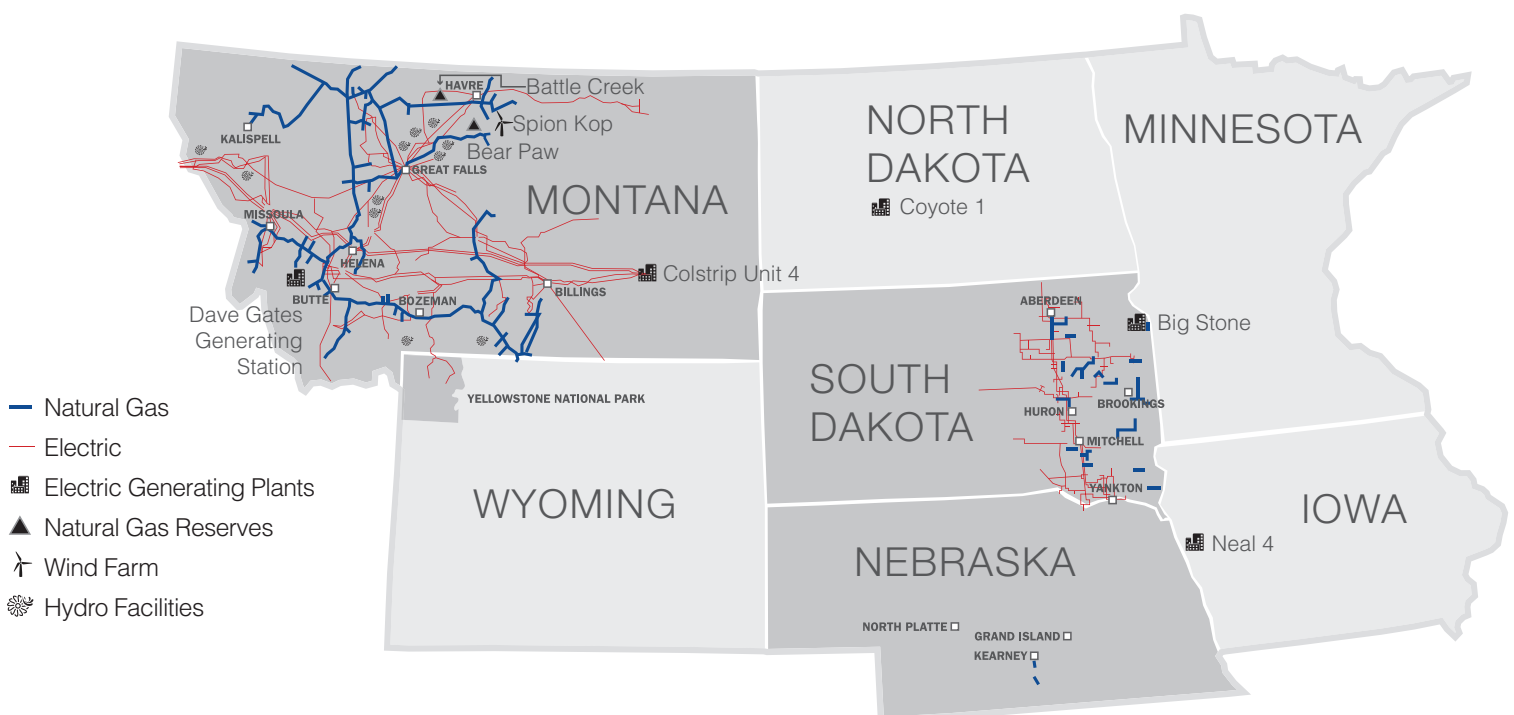 HAVRE
Battle Creek
Spion Kop
KALISPELL
Bear Paw
GREAT FALLS
MONTANA
MISSOULA
HELENA
Colstrip Unit 4
BUTTE
BOZEMAN
BILLINGS
Dave Gates
Generating
Station
NORTH
DAKOTA
Coyote 1
MINNESOTA
ABERDEEN
Big Stone
SOUTH
DAKOTA
HURON
BROOKINGS
MITCHELL
YANKTON
YELLOWSTONE NATIONAL PARK
WYOMING
IOWA
Neal 4
NEBRASKA
NORTH PLATTE
GRAND ISLAND
KEARNEY
Natural Gas
Electric
Electric Generating Plants
Natural Gas Reserves
Wind Farm
Hydro Facilities